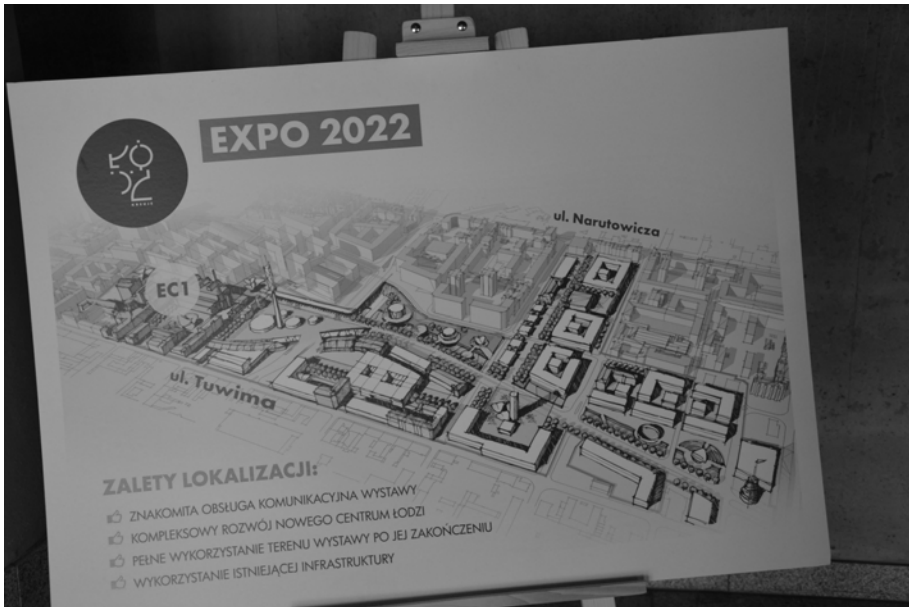 EXPO 2022
ul. Narutowicza
EC1
ul. Tuwima
ZALETY LOKALIZACJI:
ZNAKOMITA OBSŁUGA KOMUNIKACYJNA WYSTAWY
KOMPLEKSOWY ROZWÓJ NOWEGO CENTRUM ŁODZI
PEŁNE WYKORZYSTANIE TERENU WYSTAWY PO JEJ ZAKOŃCZENIU
WYKORZYSTANIE ISTNIEJĄCEJ INFRASTRUKTURY